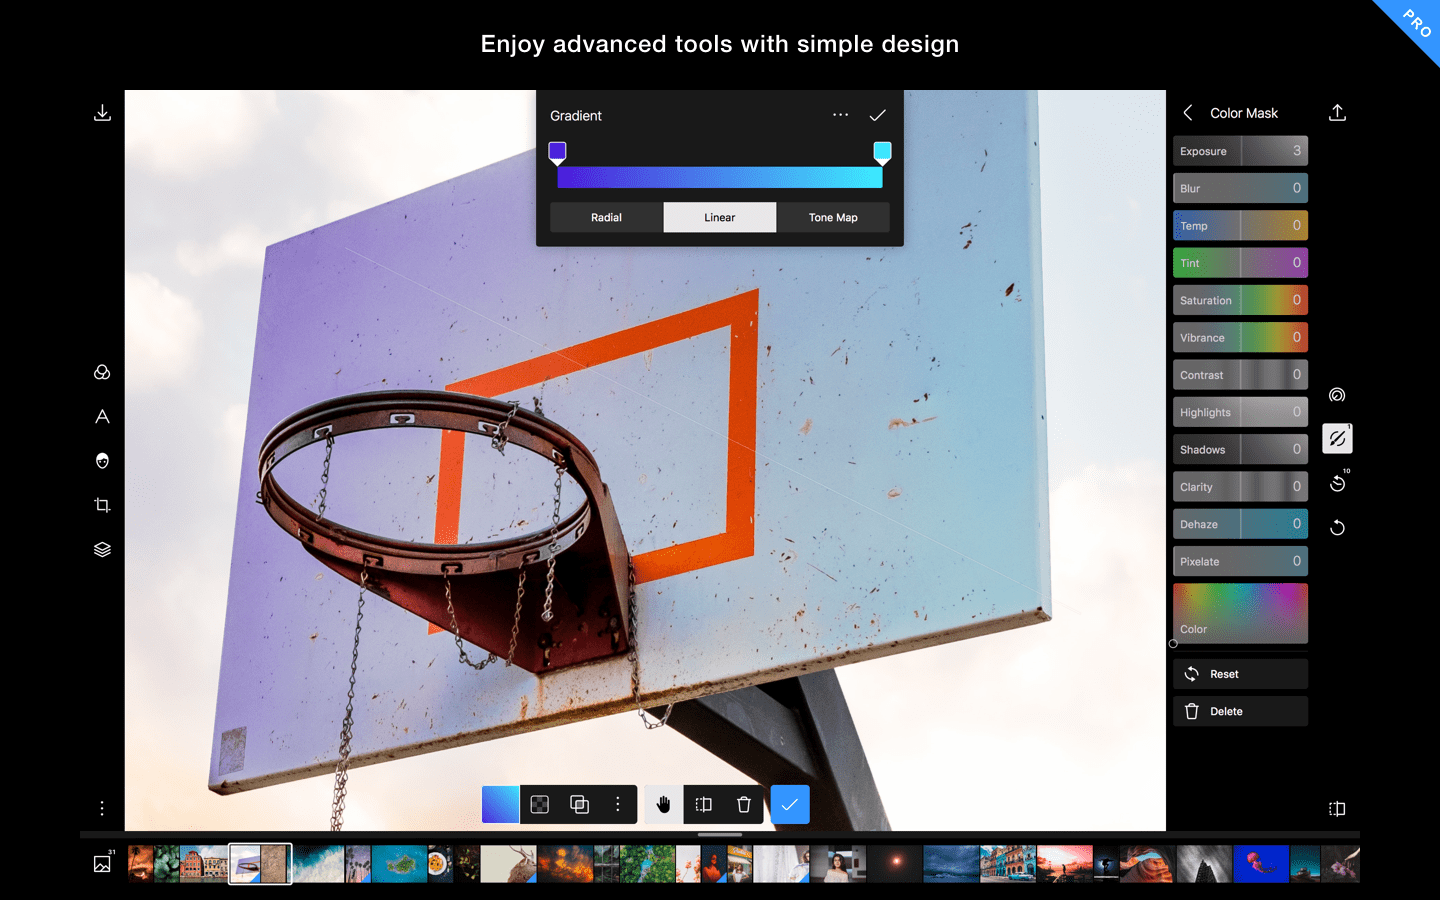 Enjoy advanced tools with simple design
PRO
Gradient
Radial
Linear
Tone Map
Color Mask
Exposure 3
Blur 0
Temp 0
Tint 0
Saturation 0
Vibrance 0
Contrast 0
Highlights 0
Shadows 0
Clarity 0
Dehaze 0
Pixelate 0
Color
Reset
Delete
1
10
31